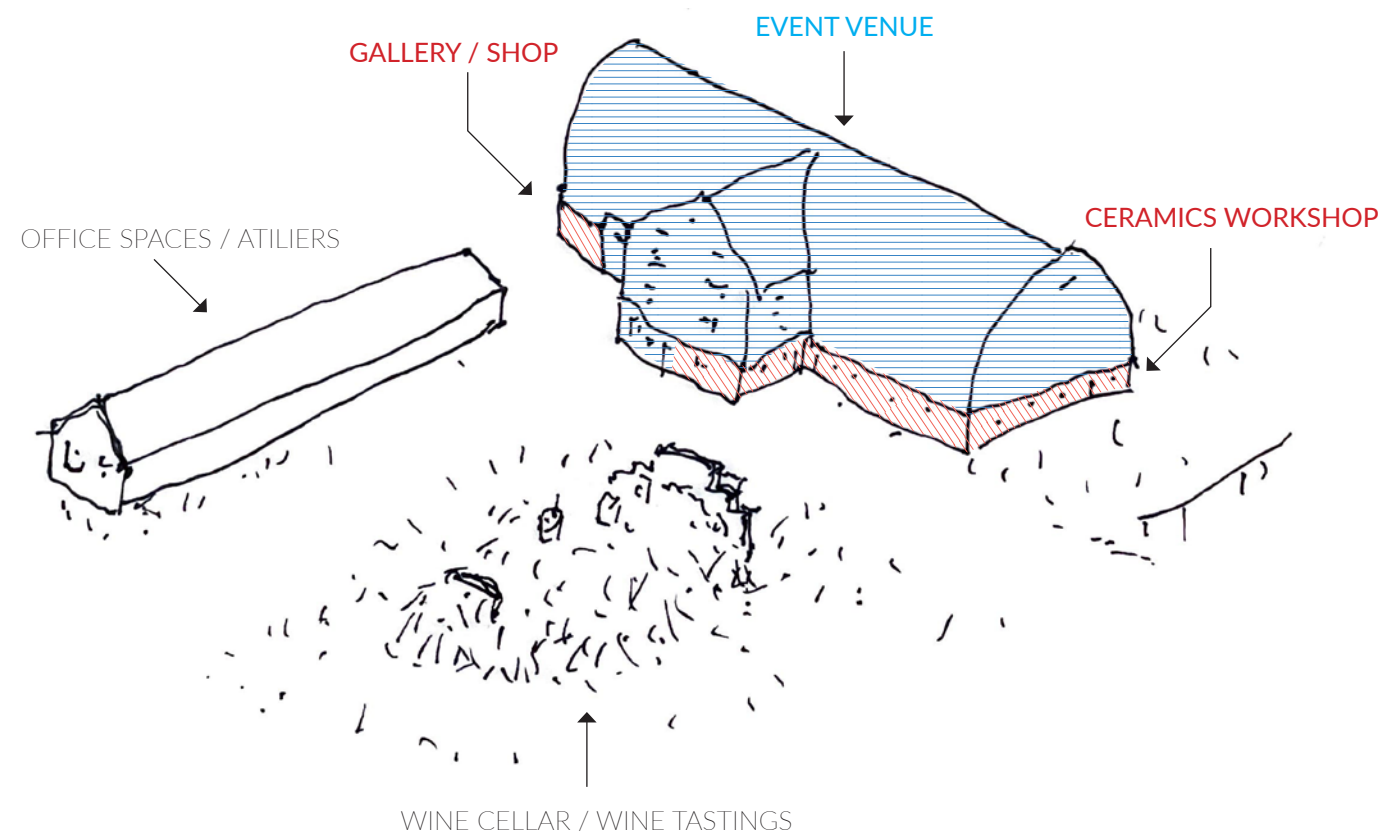 EVENT VENUE
GALLERY / SHOP
CERAMICS WORKSHOP
OFFICE SPACES / ATILIERS
WINE CELLAR / WINE TASTINGS